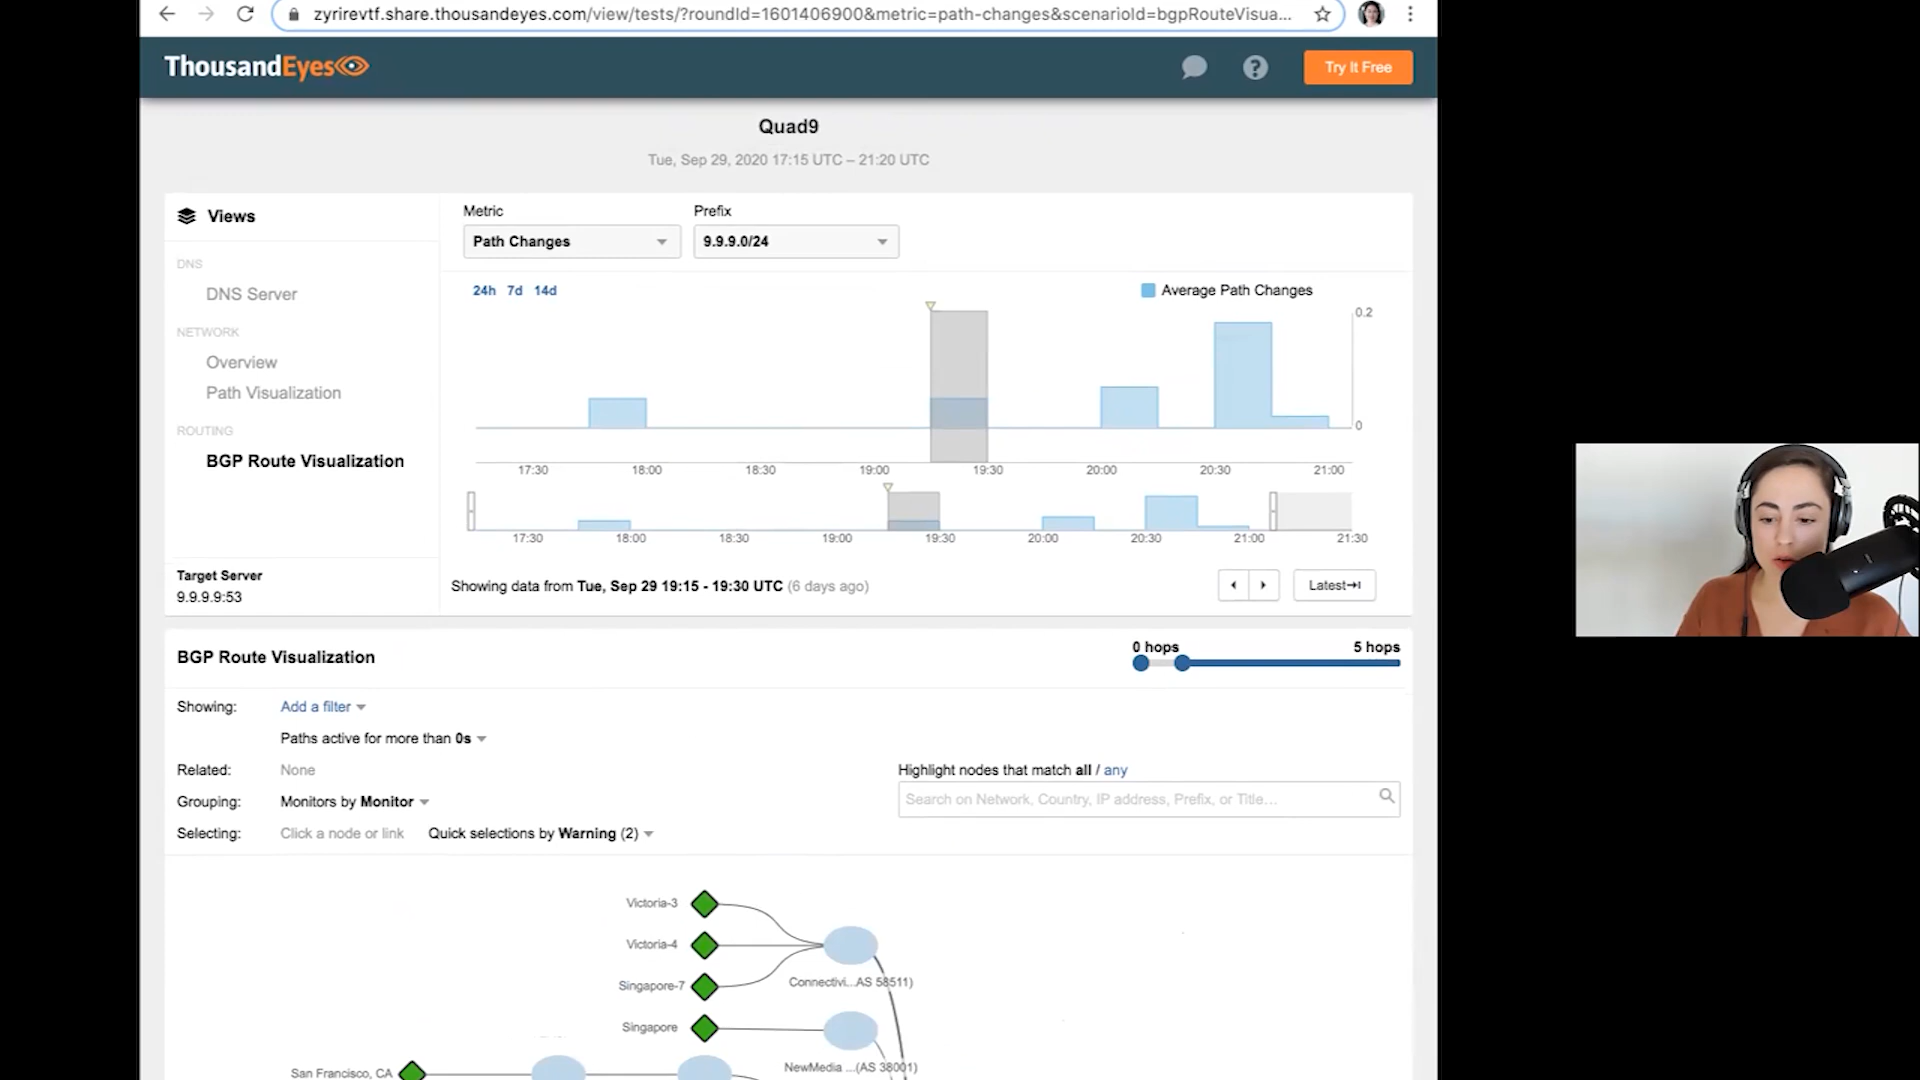 zyrirevtf.share.thousandeyes.com/view/tests/?roundId=1601406900&metric=path-changes&scenarioId=bgpRouteVisua...
ThousandEyes
Try It Free
Quad9
Tue, Sep 29, 2020 17:15 UTC – 21:20 UTC
Views
DNS
DNS Server
NETWORK
Overview
Path Visualization
ROUTING
BGP Route Visualization
Target Server
9.9.9.9:53
Metric
Prefix
Path Changes
9.9.9.0/24
24h 7d 14d
Average Path Changes
0.2
0
17:30 18:00 18:30 19:00 19:30 20:00 20:30 21:00
17:30 18:00 18:30 19:00 19:30 20:00 20:30 21:00 21:30
Showing data from Tue, Sep 29 19:15 - 19:30 UTC (6 days ago)
Latest
BGP Route Visualization
0 hops
5 hops
Showing: Add a filter
Paths active for more than 0s
Related: None
Highlight nodes that match all / any
Grouping: Monitors by Monitor
Search on Network, Country, IP address, Prefix, or Title...
Selecting: Click a node or link Quick selections by Warning (2)
Victoria-3
Victoria-4
Singapore-7
Connectivi...AS 58511)
Singapore
NewMedia ...(AS 38001)
San Francisco, CA